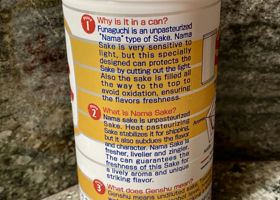 1 Why is it in a can?
Funaguchi is an unpasteurized
"Nama" type of Sake. Nama
Sake is very sensitive to
light, but this specially
designed can protects the
Sake by cutting out the light.
Also the sake is filled all
the way to the top to
avoid oxidation, ensuring
the flavors freshness.
2 What is Nama Sake?
Nama sake is unpasteurized
Sake. Heat pasteurizing
Sake stabilizes it for shipping,
but it also subdues the flavor
and character. Nama Sake is
fresher, livelier and zingier.
The can guarantees the
freshness of this Sake for
a lively aroma and unique
striking flavor.
3 What does Genshu mean?
Genshu means undiluted